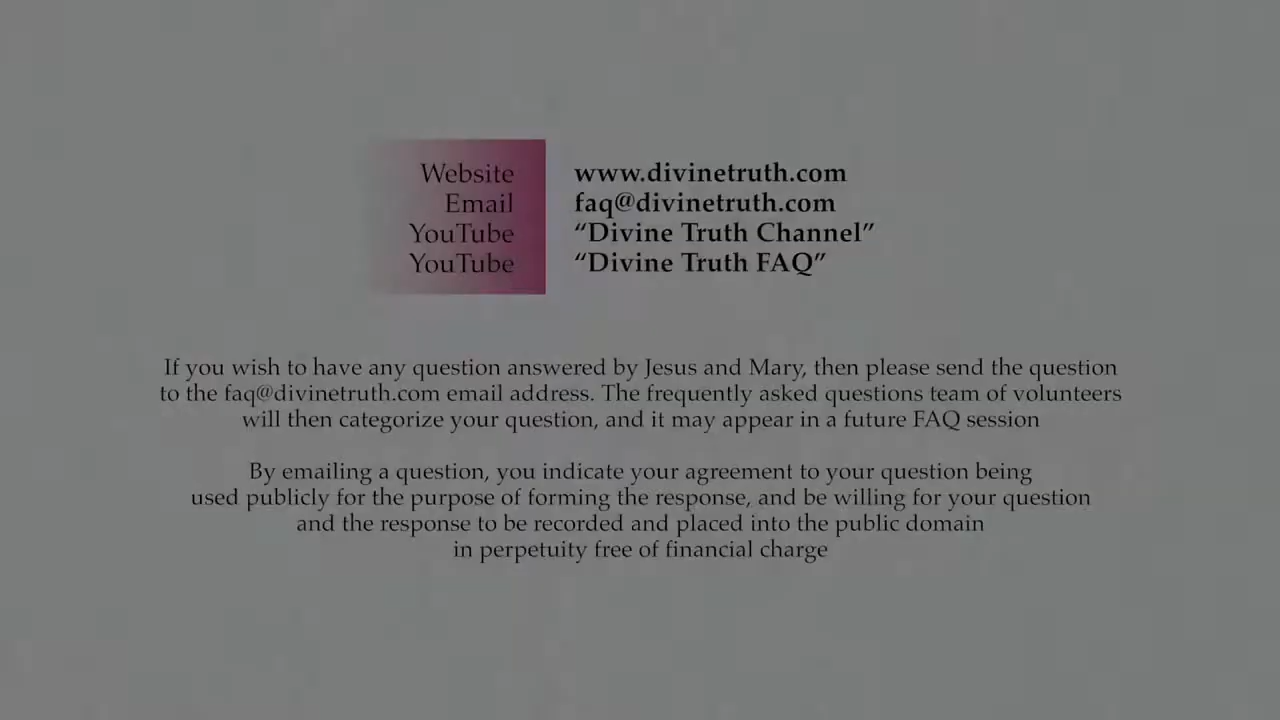 Website www.divinetruth.com
Email faq@divinetruth.com
YouTube “Divine Truth Channel”
YouTube “Divine Truth FAQ”
If you wish to have any question answered by Jesus and Mary, then please send the question
to the faq@divinetruth.com email address. The frequently asked questions team of volunteers
will then categorize your question, and it may appear in a future FAQ session
By emailing a question, you indicate your agreement to your question being
used publicly for the purpose of forming the response, and be willing for your question
and the response to be recorded and placed into the public domain
in perpetuity free of financial charge